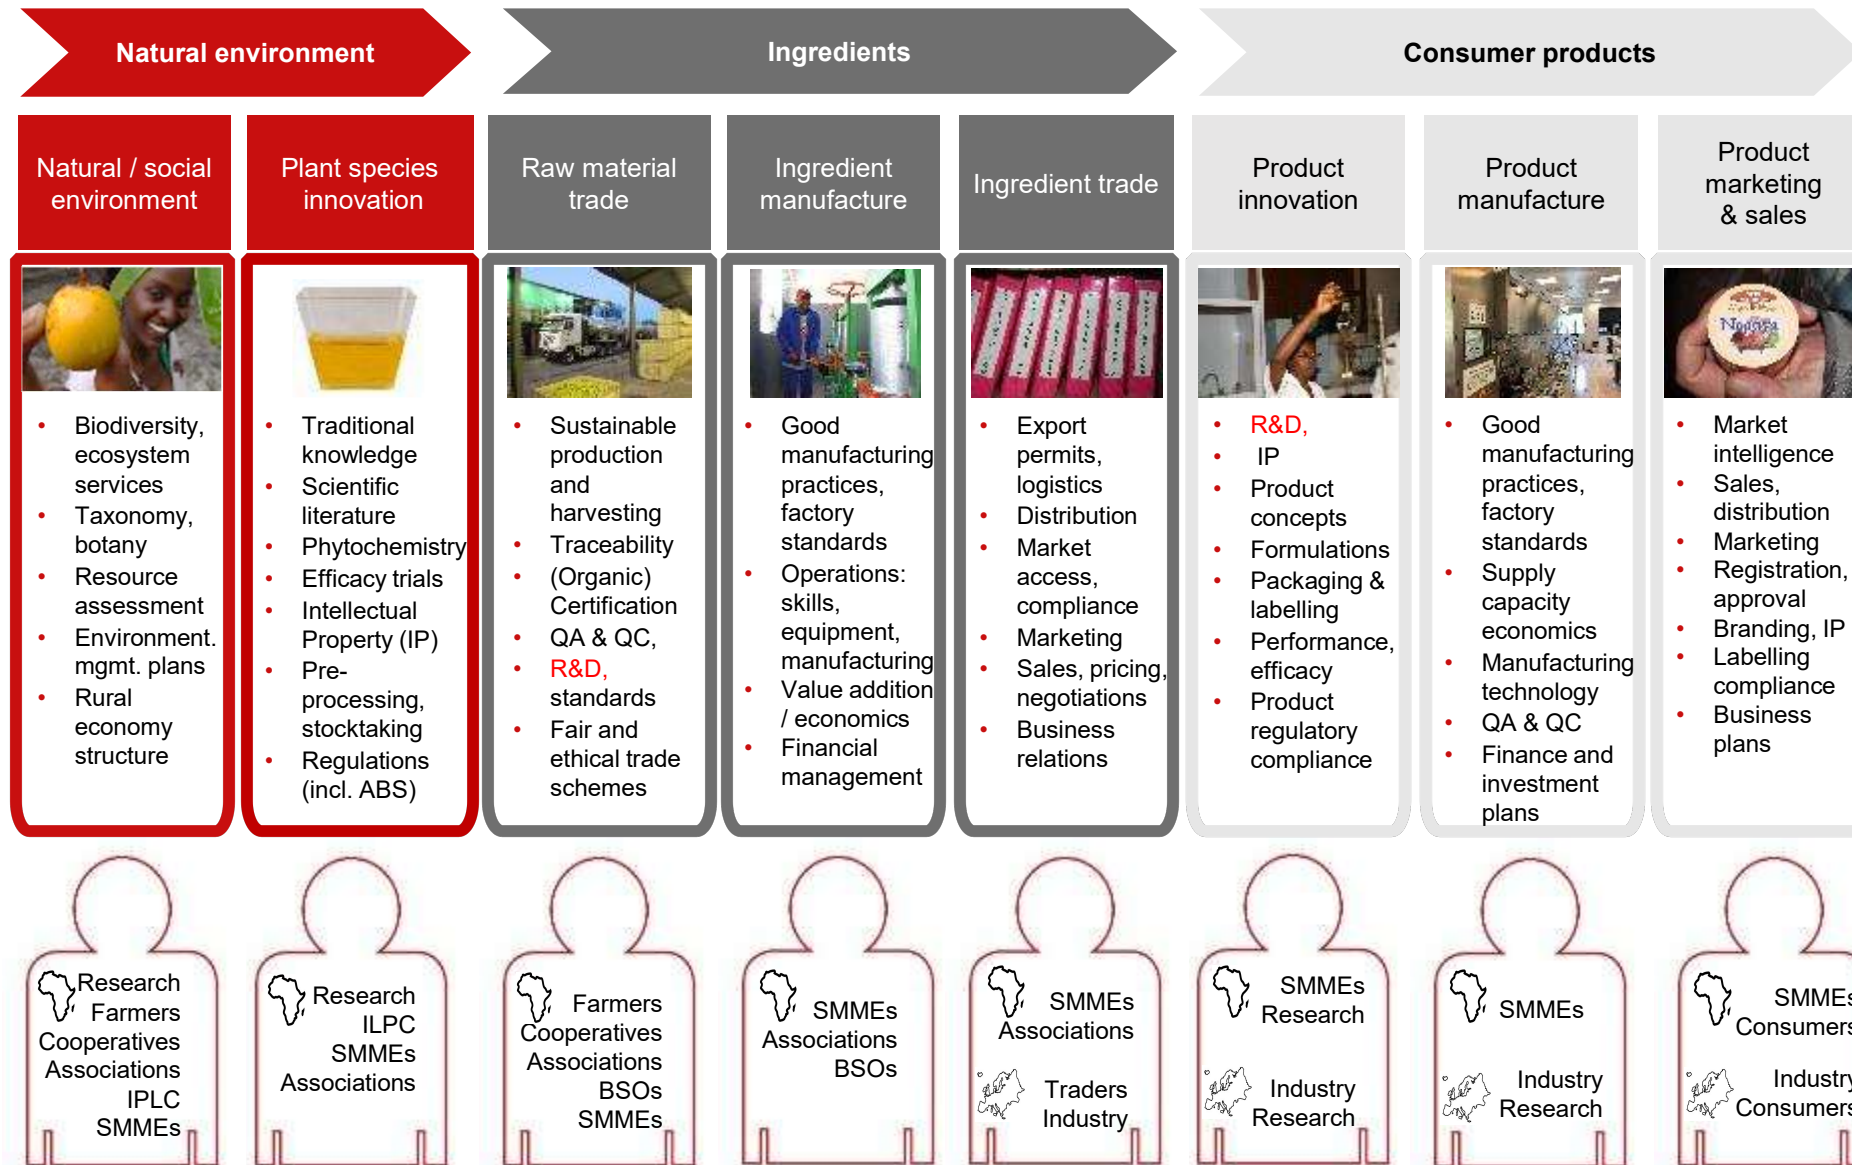 Natural environment
Ingredients
Consumer products
Natural / social
environment
Plant species
innovation
Raw material
trade
Ingredient
manufacture
Ingredient trade
Product
innovation
Product
manufacture
Product
marketing
& sales
• Biodiversity,
ecosystem
services
• Taxonomy,
botany
• Resource
assessment
• Environment.
mgmt. plans
• Rural
economy
structure
• Traditional
knowledge
• Scientific
literature
• Phytochemistry
• Efficacy trials
• Intellectual
Property (IP)
• Pre-
processing,
stocktaking
• Regulations
(incl. ABS)
• Sustainable
production
and
harvesting
• Traceability
• (Organic)
Certification
• QA & QC,
• R&D,
standards
• Fair and
ethical trade
schemes
• Good
manufacturing
practices,
factory
standards
• Operations:
skills,
equipment,
manufacturing
• Value addition
/ economics
• Financial
management
• Export
permits,
logistics
• Distribution
• Market
access,
compliance
• Marketing
• Sales, pricing,
negotiations
• Business
relations
• R&D,
• IP
• Product
concepts
• Formulations
• Packaging &
labelling
• Performance,
efficacy
• Product
regulatory
compliance
• Good
manufacturing
practices,
factory
standards
• Supply
capacity
economics
• Manufacturing
technology
• QA & QC
• Finance and
investment
plans
• Market
intelligence
• Sales,
distribution
• Marketing
• Registration,
approval
• Branding, IP
• Labelling
compliance
• Business
plans
Research
Farmers
Cooperatives
Associations
IPLC
SMMEs
Research
ILPC
SMMEs
Associations
Farmers
Cooperatives
Associations
BSOs
SMMEs
SMMEs
Associations
BSOs
SMMEs
Associations
Traders
Industry
SMMEs
Research
Industry
Research
SMMEs
Industry
Research
SMMEs
Consumers
Industry
Consumers